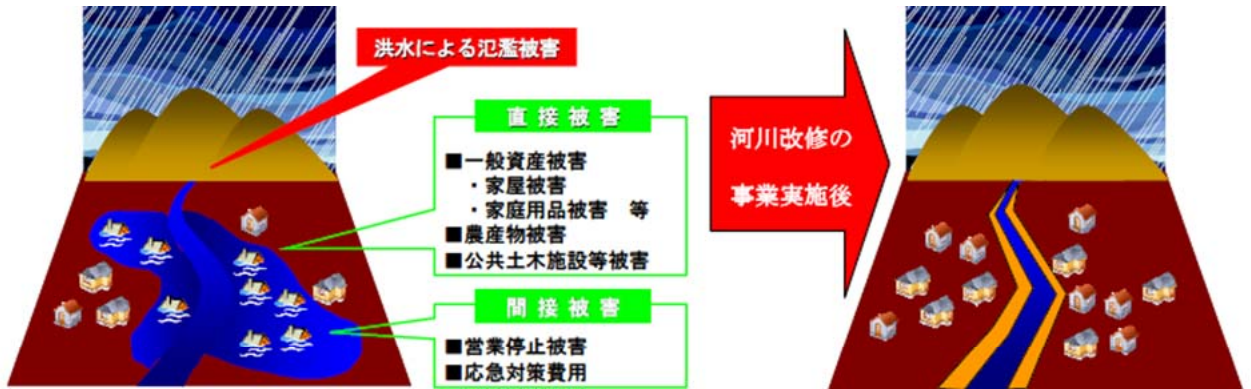 洪水による氾濫被害
直接被害
■一般資産被害
・家屋被害
・家庭用品被害　等
■農産物被害
■公共土木施設等被害
間接被害
■営業停止被害
■応急対策費用
河川改修の
事業実施後